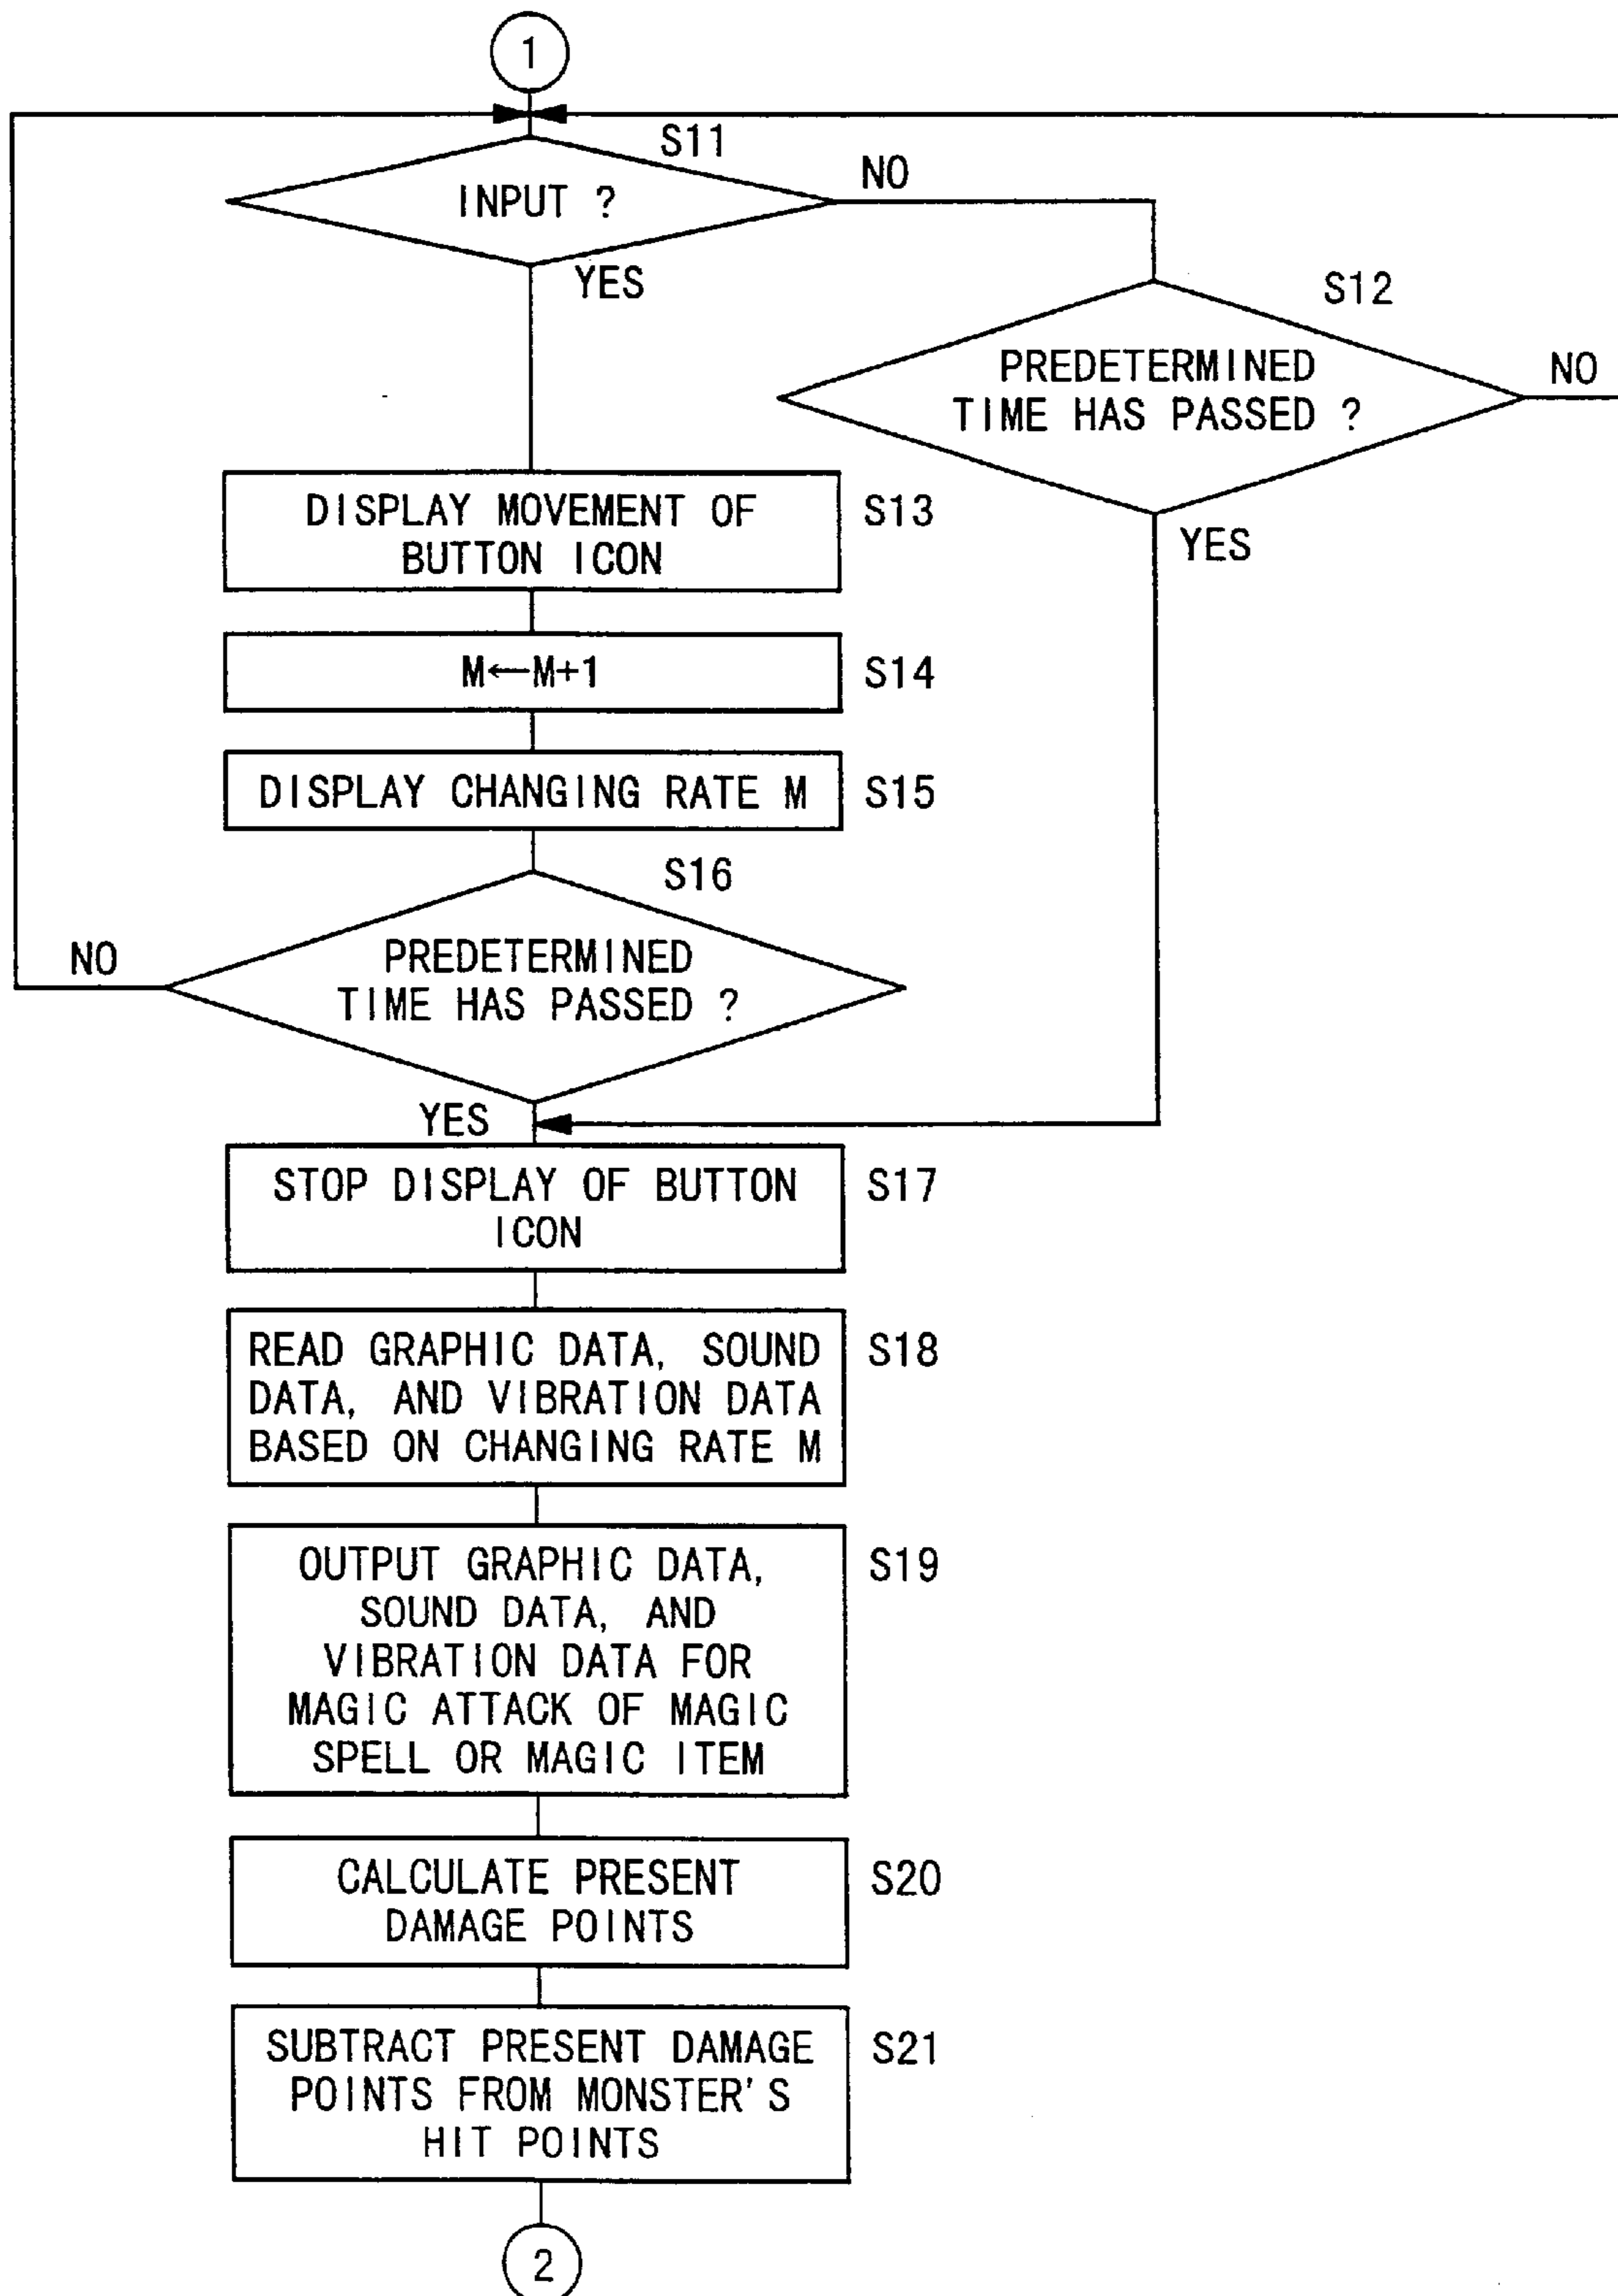 1
S11
INPUT ?
NO
YES
S12
PREDETERMINED
TIME HAS PASSED ?
NO
YES
DISPLAY MOVEMENT OF
BUTTON ICON
S13
M←M+1
S14
DISPLAY CHANGING RATE M
S15
S16
PREDETERMINED
TIME HAS PASSED ?
NO
YES
STOP DISPLAY OF BUTTON
ICON
S17
READ GRAPHIC DATA, SOUND
DATA, AND VIBRATION DATA
BASED ON CHANGING RATE M
S18
OUTPUT GRAPHIC DATA,
SOUND DATA, AND
VIBRATION DATA FOR
MAGIC ATTACK OF MAGIC
SPELL OR MAGIC ITEM
S19
CALCULATE PRESENT
DAMAGE POINTS
S20
SUBTRACT PRESENT DAMAGE
POINTS FROM MONSTER'S
HIT POINTS
S21
2